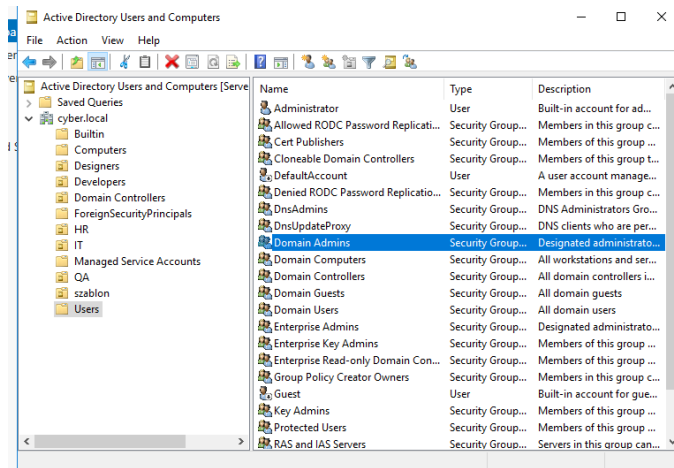 Active Directory Users and Computers
File Action View Help
Active Directory Users and Computers [Serve
Saved Queries
cyber.local
Builtin
Computers
Designers
Developers
Domain Controllers
ForeignSecurityPrincipals
HR
IT
Managed Service Accounts
QA
szablon
Users
Name Type Description
Administrator User Built-in account for ad...
Allowed RODC Password Replicati... Security Group... Members in this group c...
Cert Publishers Security Group... Members of this group ...
Cloneable Domain Controllers Security Group... Members of this group t...
DefaultAccount User A user account manage...
Denied RODC Password Replicatio... Security Group... Members in this group c...
DnsAdmins Security Group... DNS Administrators Gro...
DnsUpdateProxy Security Group... DNS clients who are per...
Domain Admins Security Group... Designated administrato...
Domain Computers Security Group... All workstations and ser...
Domain Controllers Security Group... All domain controllers i...
Domain Guests Security Group... All domain guests
Domain Users Security Group... All domain users
Enterprise Admins Security Group... Designated administrato...
Enterprise Key Admins Security Group... Members of this group ...
Enterprise Read-only Domain Con... Security Group... Members of this group ...
Group Policy Creator Owners Security Group... Members in this group c...
Guest User Built-in account for gue...
Key Admins Security Group... Members of this group ...
Protected Users Security Group... Members of this group ...
RAS and IAS Servers Security Group... Servers in this group can...